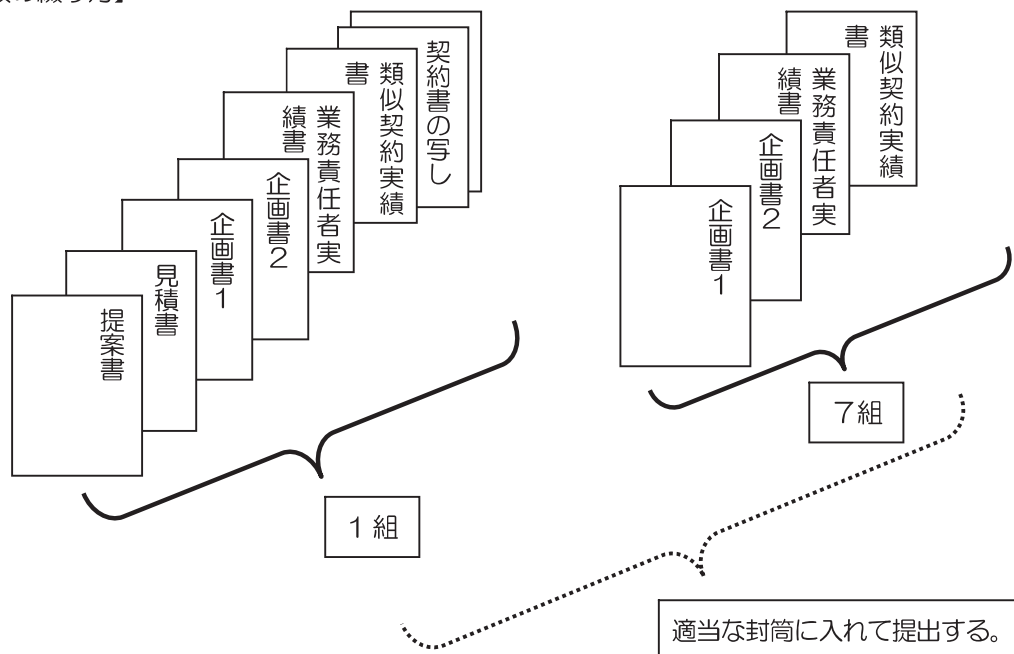 提案書
見積書
企画書1
企画書2
業務責任者実
績書
類似契約実績
書
契約書の写し
1組
企画書1
企画書2
業務責任者実
績書
類似契約実績
書
7組
適当な封筒に入れて提出する。